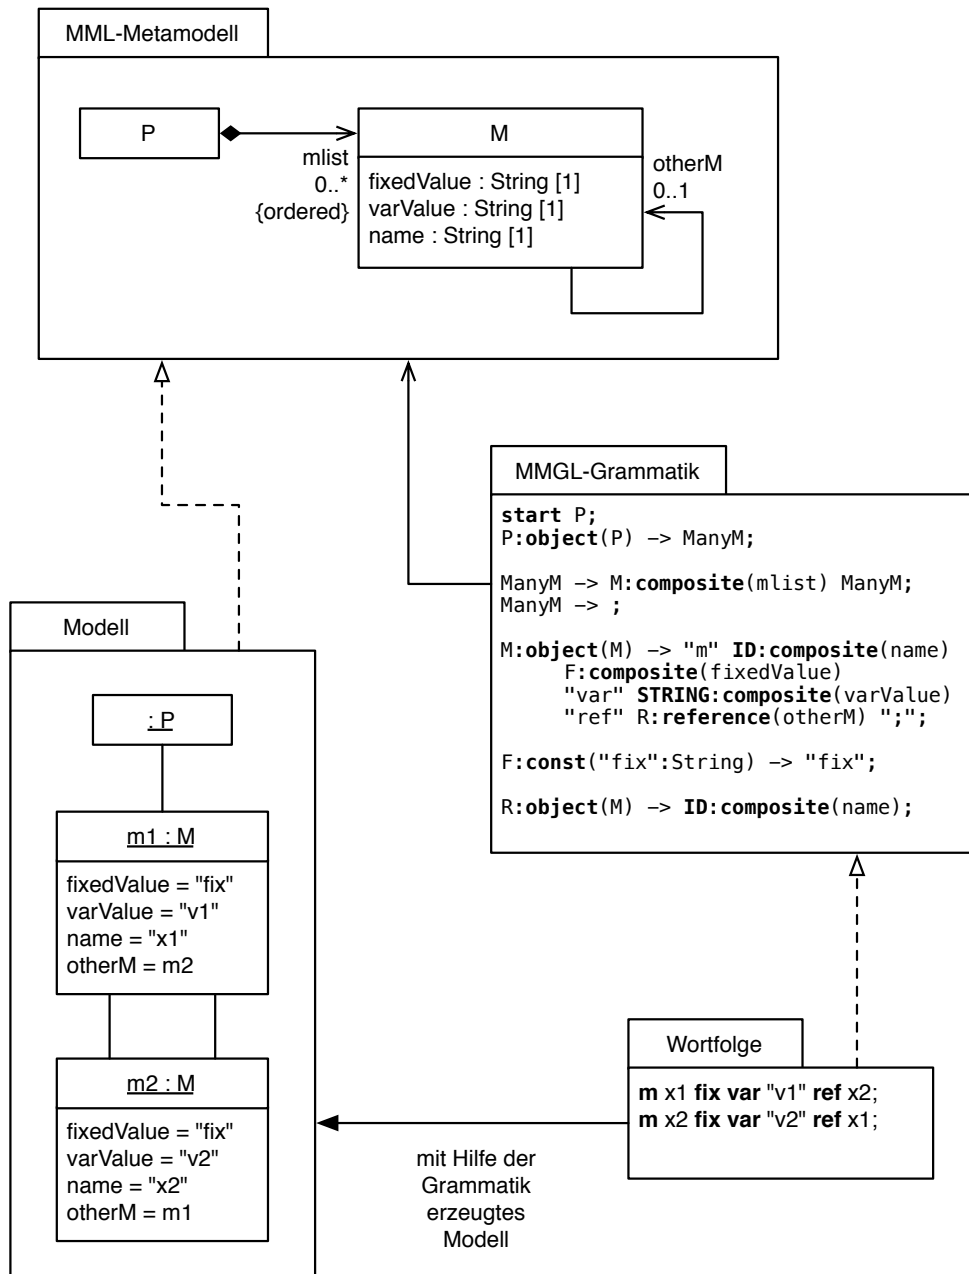 MML-Metamodell
P
M
mlist
0..*
{ordered}
fixedValue : String [1]
varValue : String [1]
name : String [1]
otherM
0..1
MMGL-Grammatik
start P;
P:object(P) -> ManyM;
ManyM -> M:composite(mlist) ManyM;
ManyM -> ;
M:object(M) -> "m" ID:composite(name)
F:composite(fixedValue)
"var" STRING:composite(varValue)
"ref" R:reference(otherM) ";";
F:const("fix":String) -> "fix";
R:object(M) -> ID:composite(name);
Modell
: P
m1 : M
fixedValue = "fix"
varValue = "v1"
name = "x1"
otherM = m2
m2 : M
fixedValue = "fix"
varValue = "v2"
name = "x2"
otherM = m1
Wortfolge
m x1 fix var "v1" ref x2;
m x2 fix var "v2" ref x1;
mit Hilfe der
Grammatik
erzeugtes
Modell